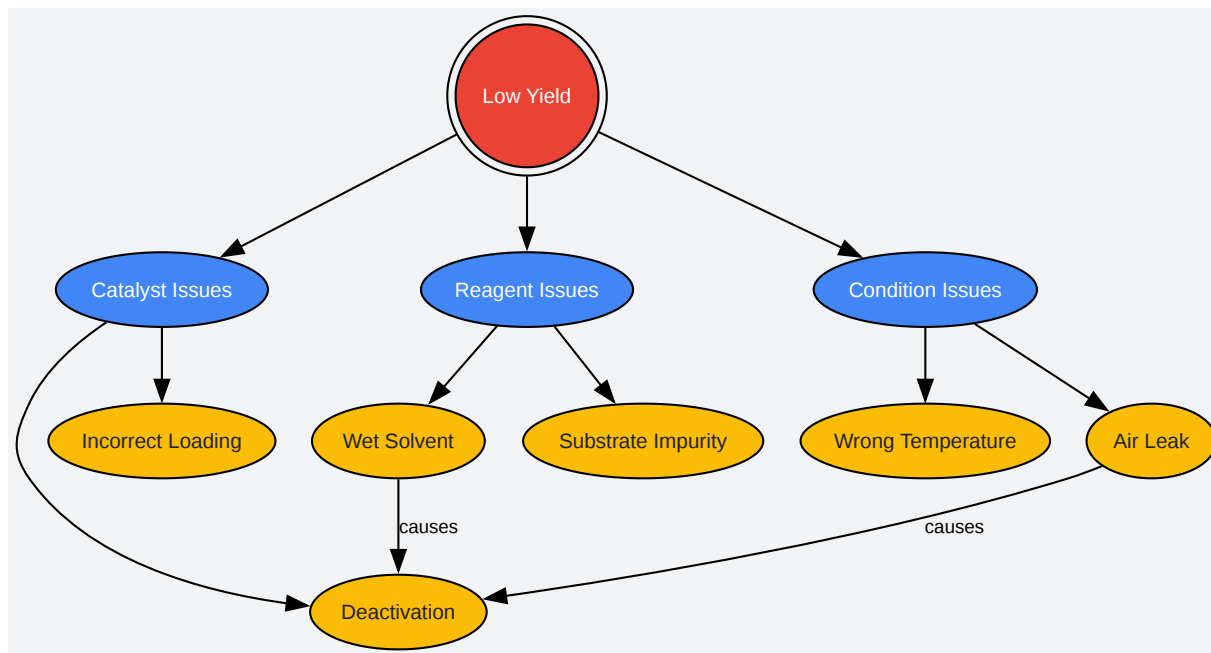 Low Yield
Catalyst Issues
Reagent Issues
Condition Issues
Incorrect Loading
Wet Solvent
Substrate Impurity
Wrong Temperature
Air Leak
causes
causes
Deactivation